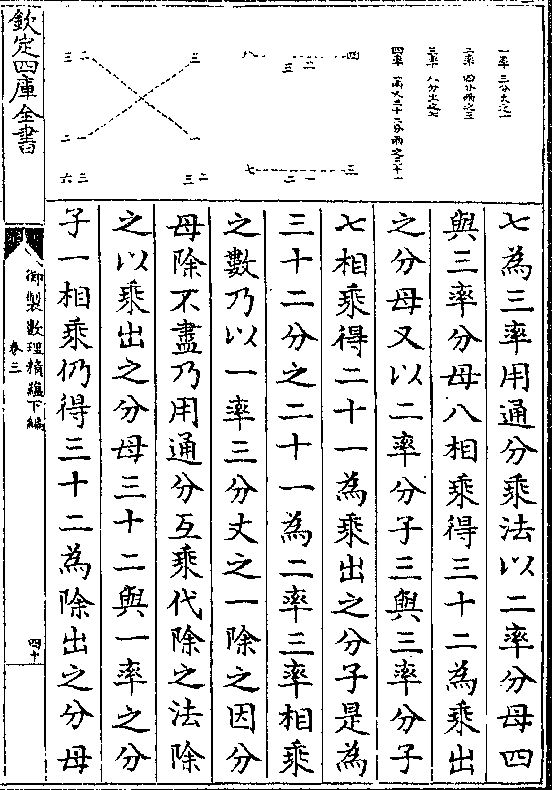 一率 三分丈之一
二率 四分兩之三
三率 八分丈之七
四率 一兩又三十二分兩之三十一
八 四
三二
七 三
二一
三二 三
二一 一
六三 三二
七為三率用通分乘法以二率分母四
與三率分母八相乘得三十二為乘出
之分母又以二率分子三與三率分子
七相乘得二十一為乘出之分子是為
三十二分之二十一為二率三率相乘
之數乃以一率三分丈之一除之因分
母除不盡乃用通分互乘代除之法除
之以乘出之分母三十二與一率之分
子一相乘仍得三十二為除出之分母
欽定四庫全書
御製數理精蘊下編
卷三
四十